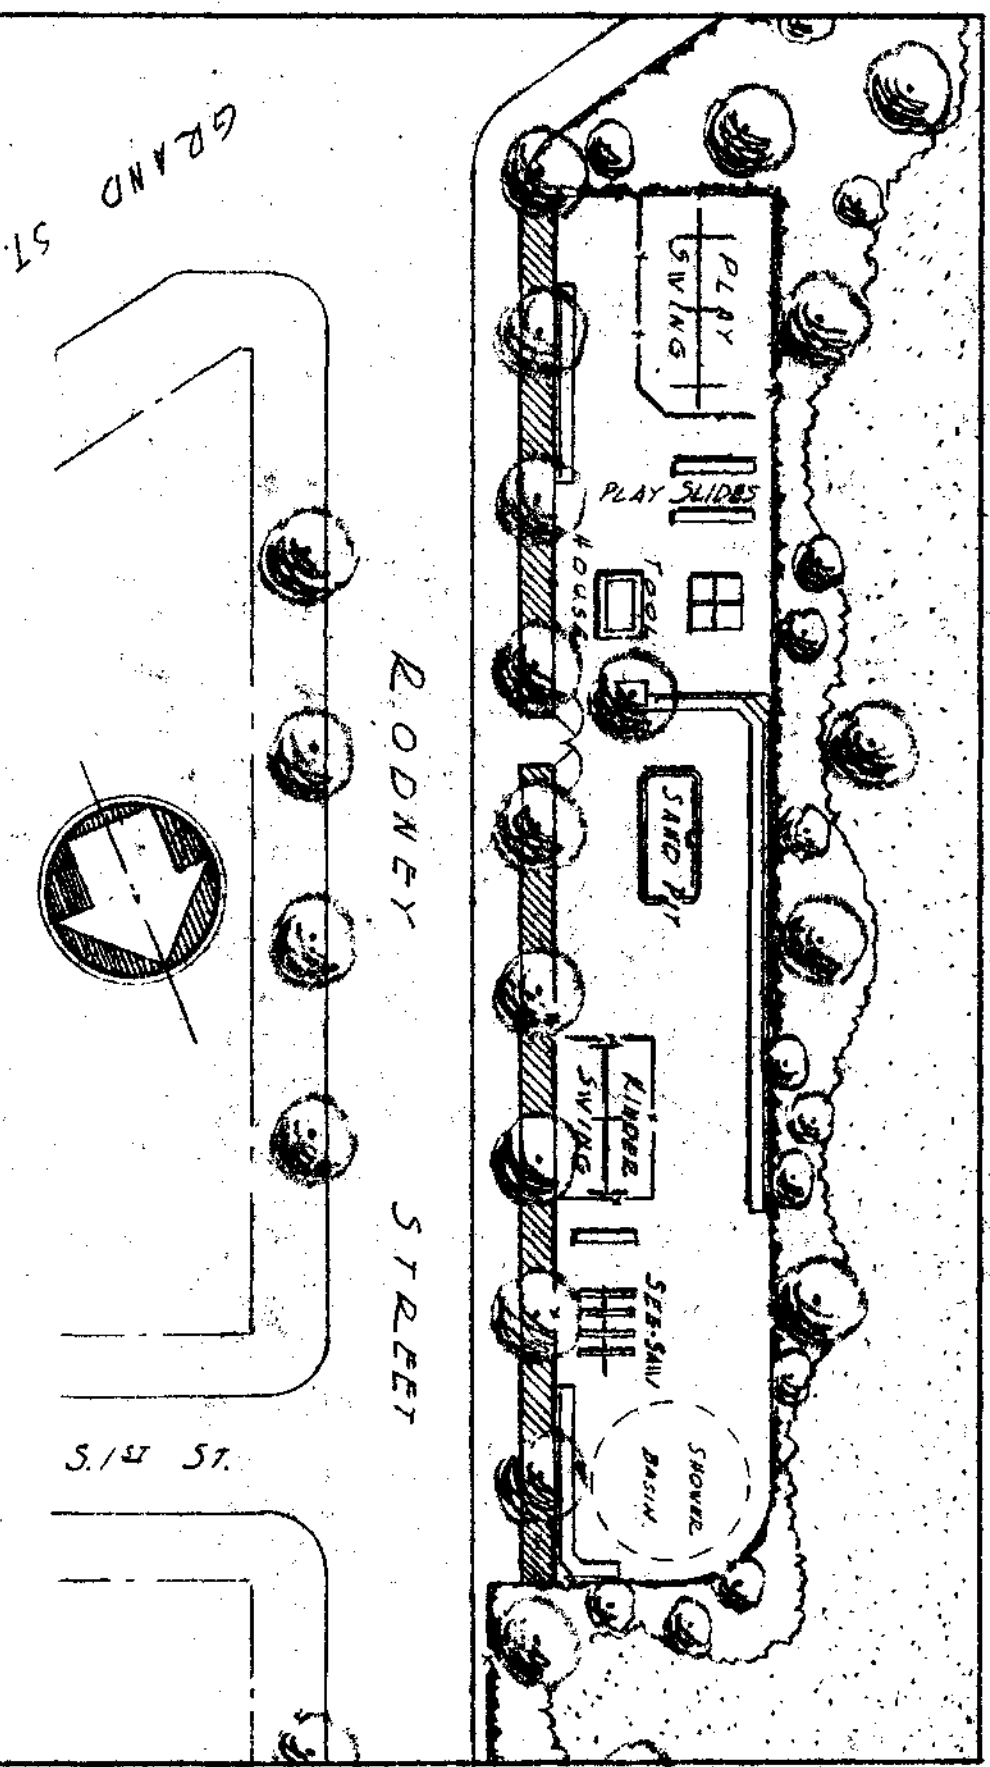 GRAND
ST.
PLAY
SWING
PLAY SLIDES
TOOL
HOUSE
RODNEY STREET
SAND PIT
KINDER
SWING
SEE-SAW
SHOWER
BASIN
S. 1ST ST.